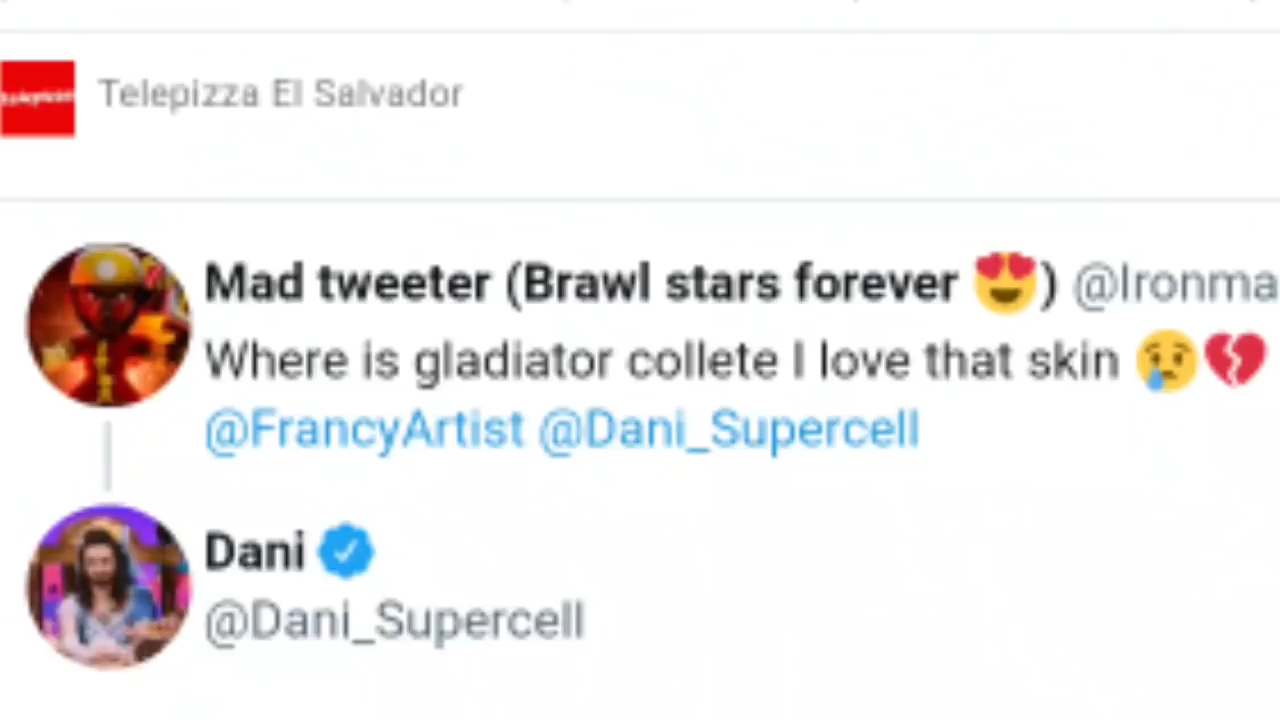 Telepizza El Salvador
Mad tweeter (Brawl stars forever 😍) @Ironma
Where is gladiator collete I love that skin 😢💔
@FrancyArtist @Dani_Supercell
Dani
@Dani_Supercell